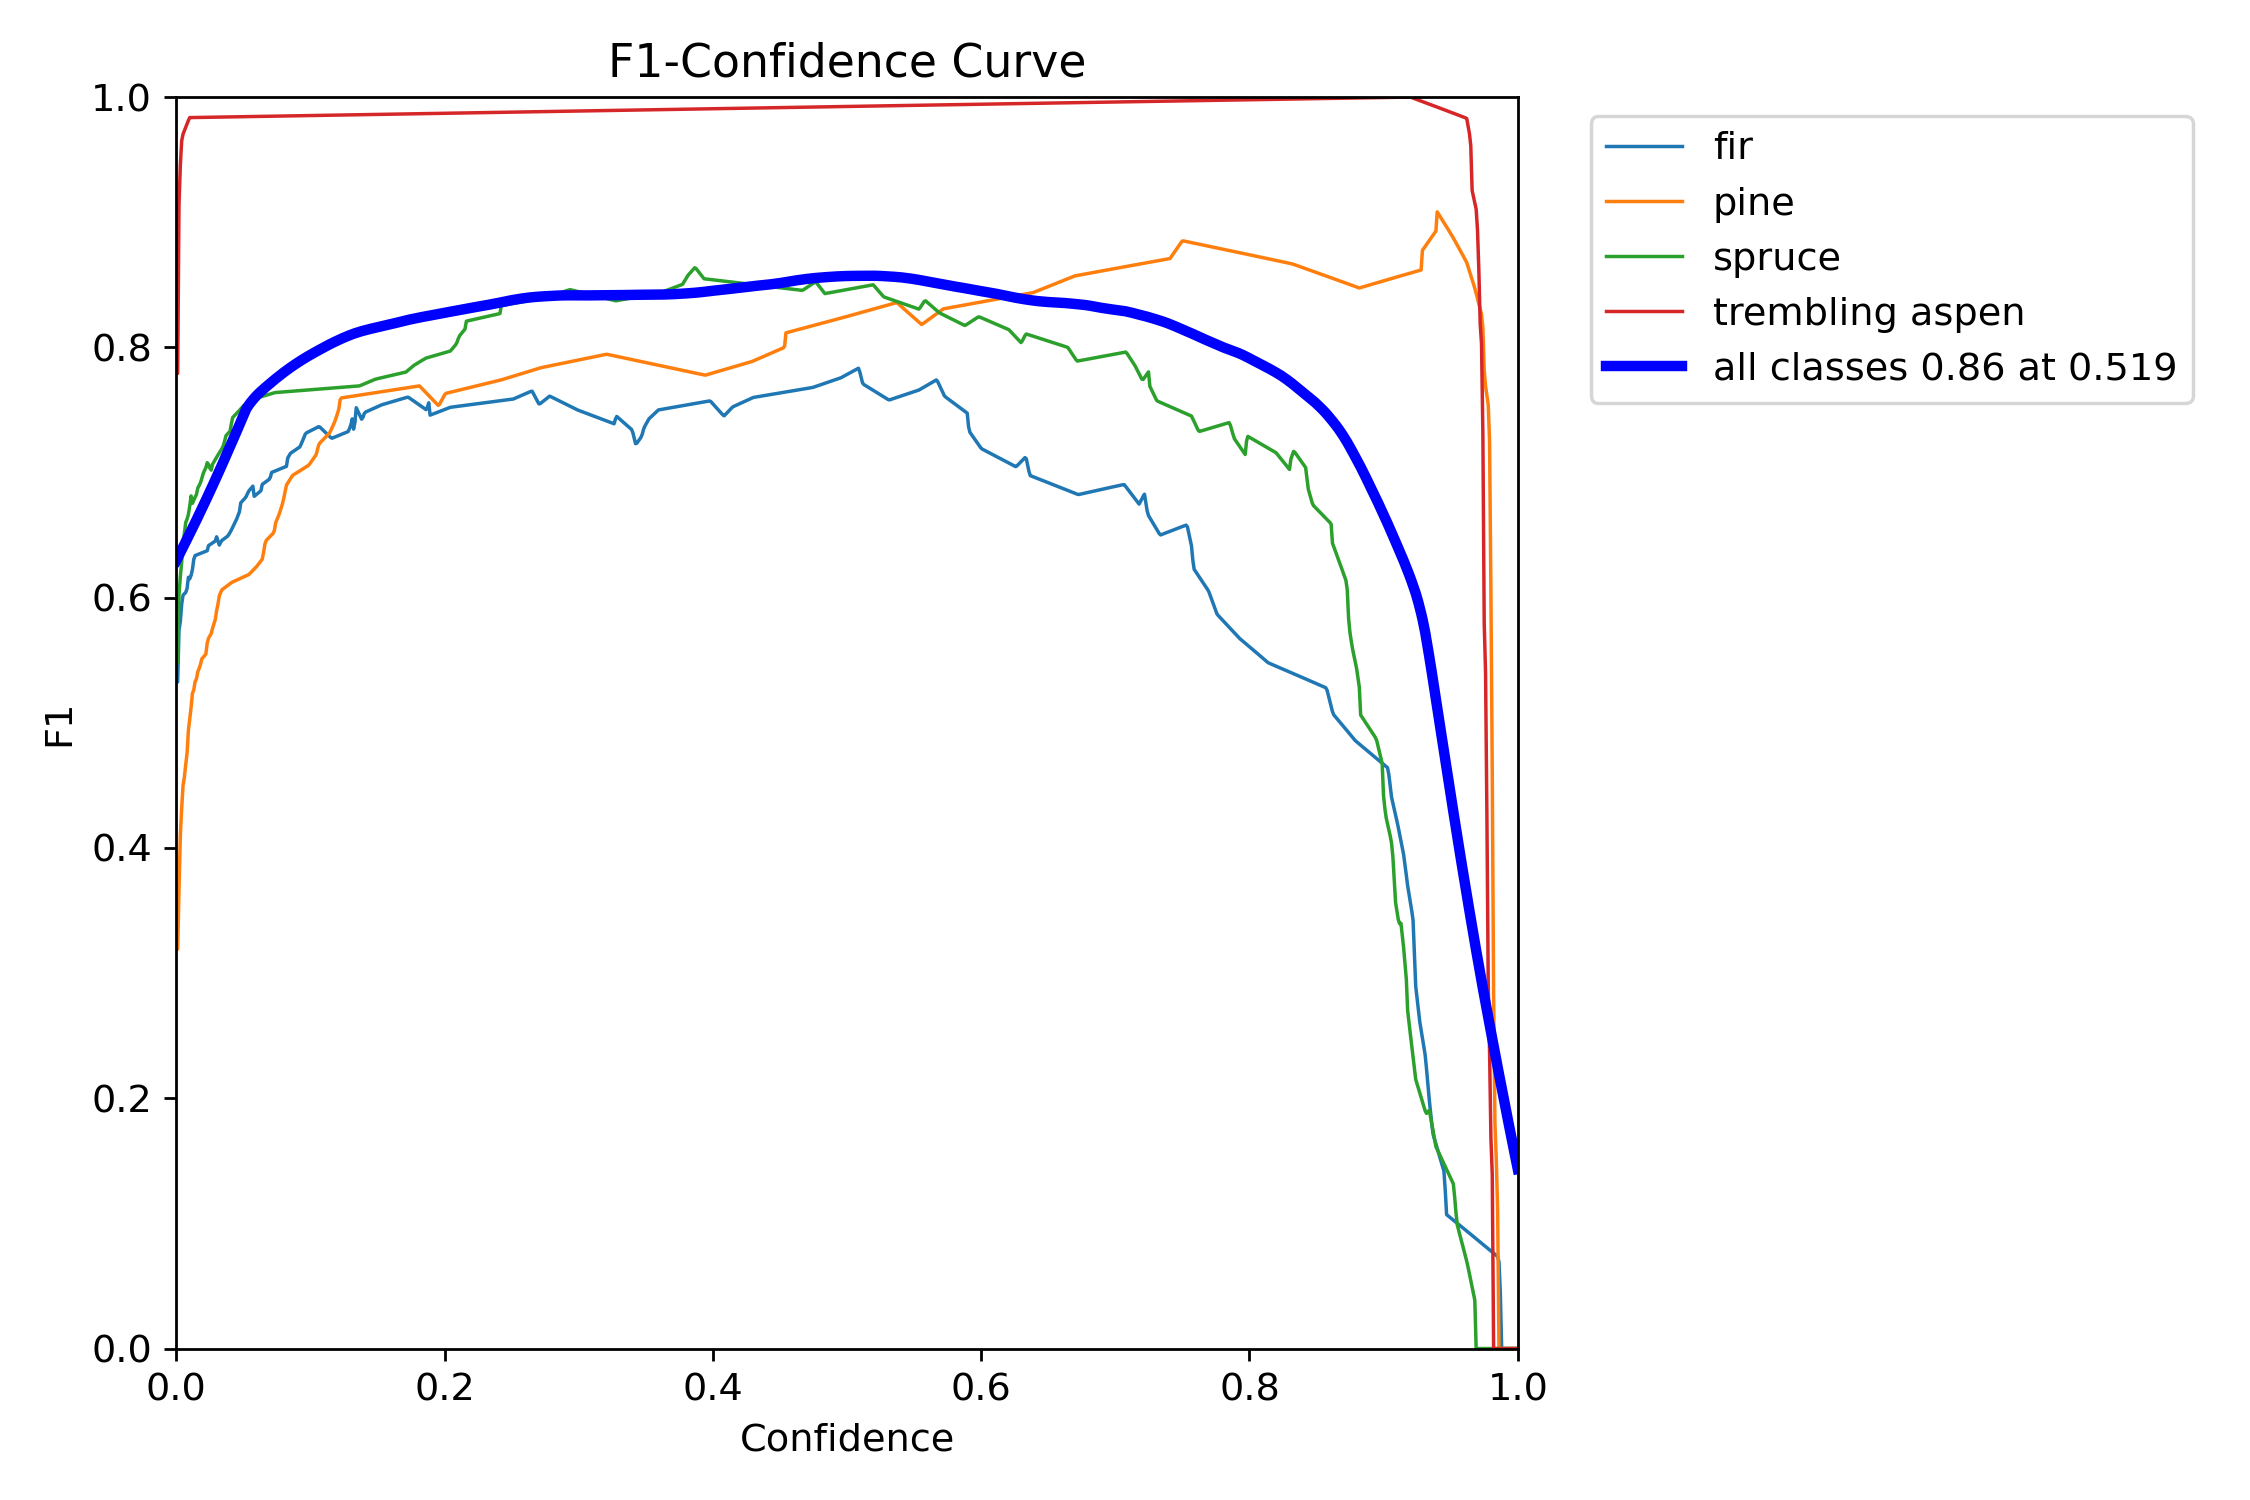 F1-Confidence Curve
1.0
0.8
0.6
0.4
0.2
0.0
F1
0.0 0.2 0.4 0.6 0.8 1.0
Confidence
fir
pine
spruce
trembling aspen
all classes 0.86 at 0.519